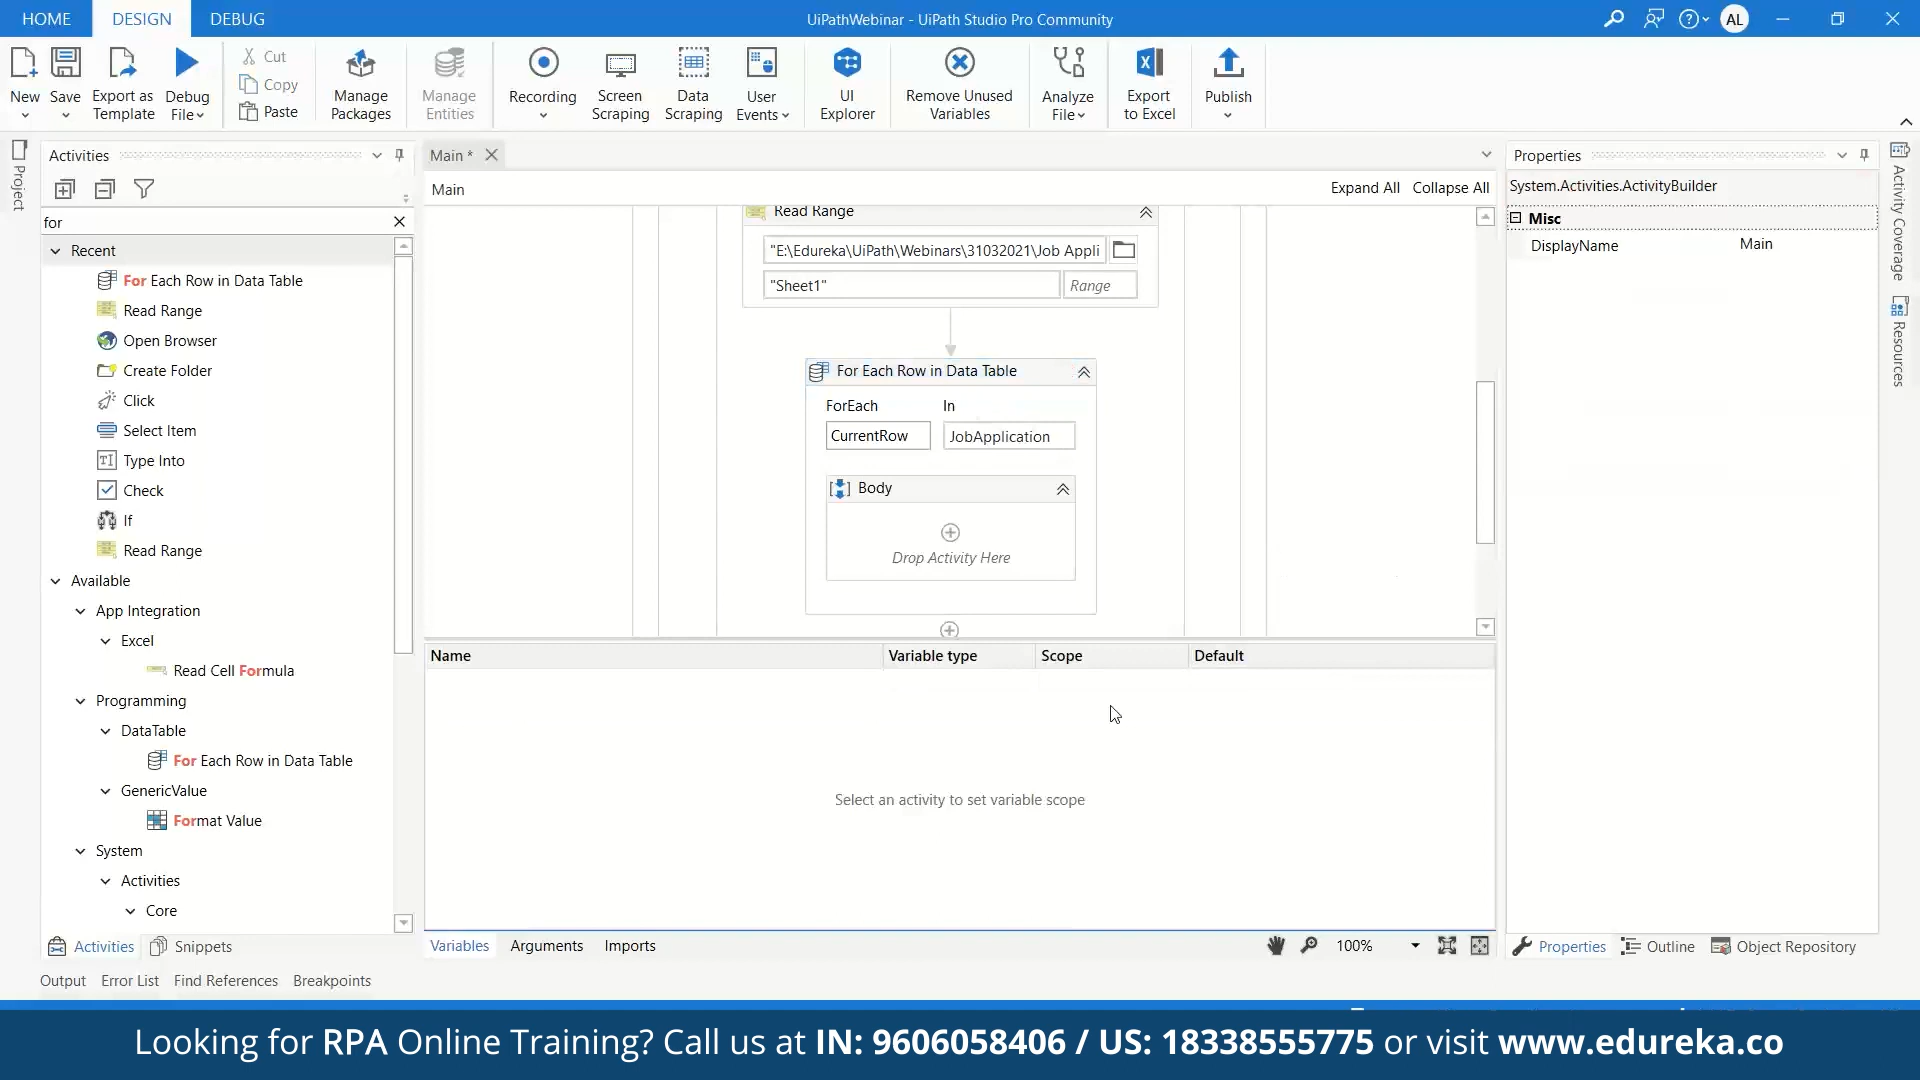 HOME DESIGN DEBUG
UiPathWebinar - UiPath Studio Pro Community
AL
New
Save
Export as
Template
Debug
File
Cut
Copy
Paste
Manage
Packages
Manage
Entities
Recording
Screen
Scraping
Data
Scraping
User
Events
UI
Explorer
Remove Unused
Variables
Analyze
File
Export
to Excel
Publish
Project
Activities
for
Recent
For Each Row in Data Table
Read Range
Open Browser
Create Folder
Click
Select Item
Type Into
Check
If
Read Range
Available
App Integration
Excel
Read Cell Formula
Programming
DataTable
For Each Row in Data Table
GenericValue
Format Value
System
Activities
Core
Activities Snippets
Main *
Main
Expand All Collapse All
Read Range
"E:\Edureka\UiPath\Webinars\31032021\Job Appli
"Sheet1" Range
For Each Row in Data Table
ForEach In
CurrentRow JobApplication
Body
Drop Activity Here
Name Variable type Scope Default
Select an activity to set variable scope
Variables Arguments Imports
100%
Properties
System.Activities.ActivityBuilder
Misc
DisplayName Main
Properties Outline Object Repository
Activity Coverage
Resources
Output Error List Find References Breakpoints
Looking for RPA Online Training? Call us at IN: 9606058406 / US: 18338555775 or visit www.edureka.co